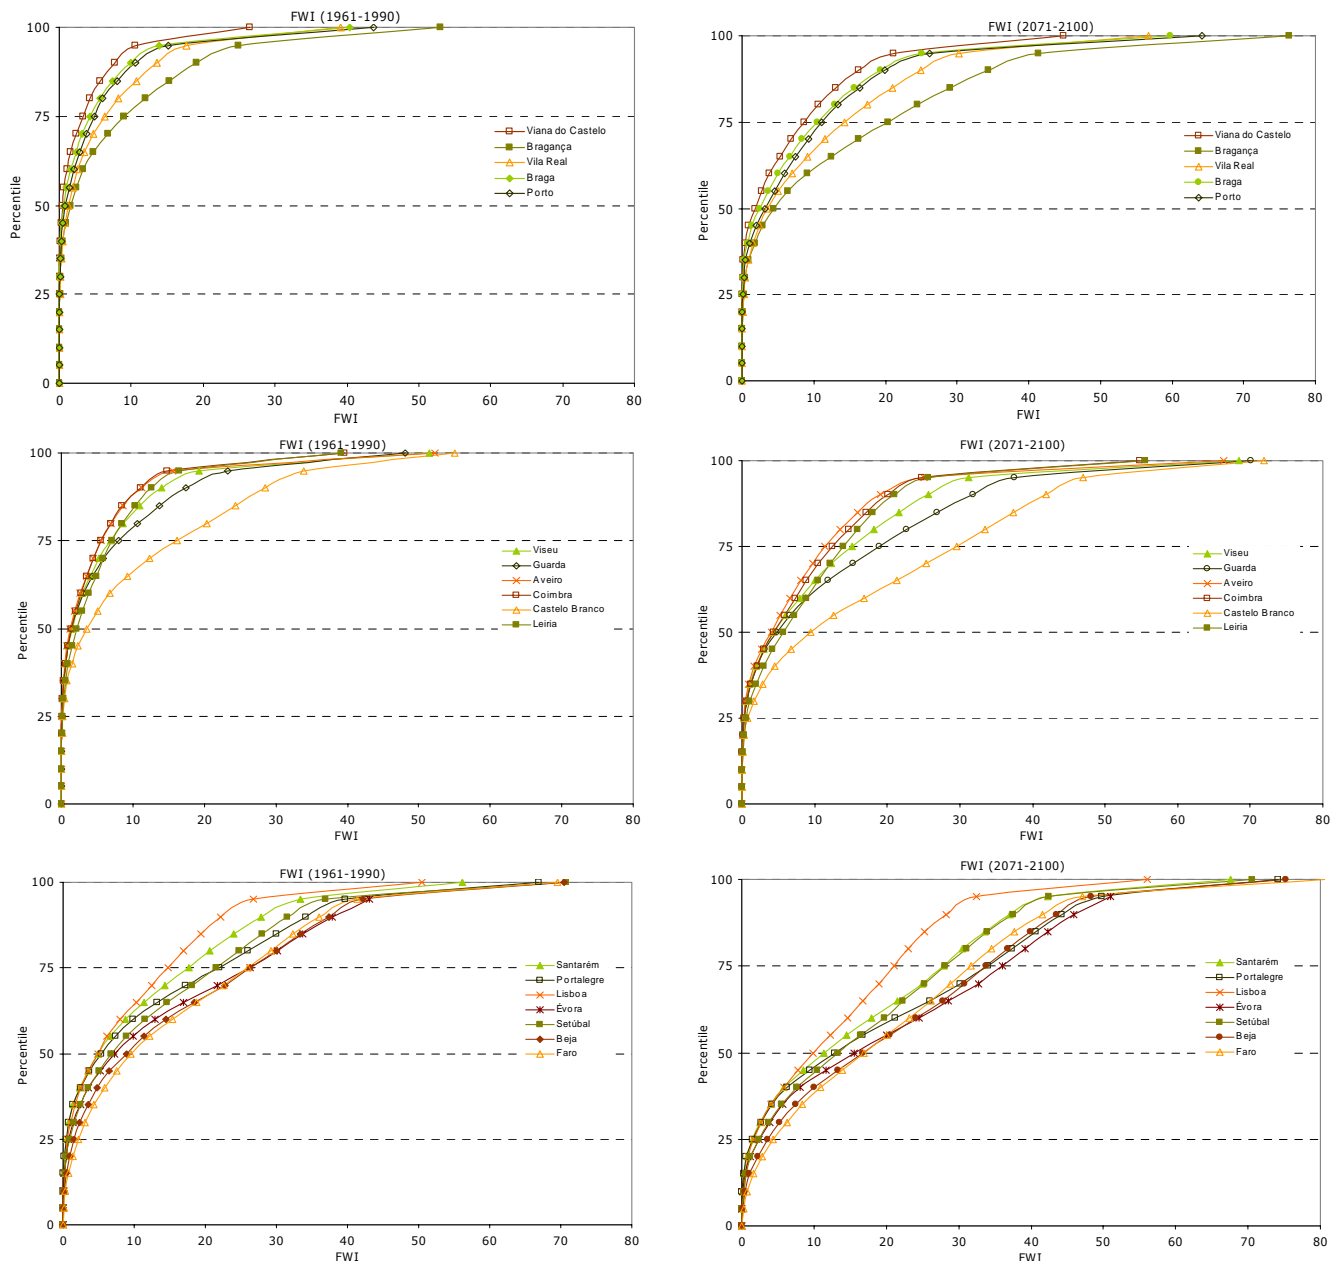 FWI (1961-1990)
100
75
50
25
0
Percentile
0 10 20 30 40 50 60 70 80
FWI
Viana do Castelo
Bragança
Vila Real
Braga
Porto
FWI (2071-2100)
100
75
50
25
0
Percentile
0 10 20 30 40 50 60 70 80
FWI
Viana do Castelo
Bragança
Vila Real
Braga
Porto
FWI (1961-1990)
100
75
50
25
0
Percentile
0 10 20 30 40 50 60 70 80
FWI
Viseu
Guarda
Aveiro
Coimbra
Castelo Branco
Leiria
FWI (2071-2100)
100
75
50
25
0
Percentile
0 10 20 30 40 50 60 70 80
FWI
Viseu
Guarda
Aveiro
Coimbra
Castelo Branco
Leiria
FWI (1961-1990)
100
75
50
25
0
Percentile
0 10 20 30 40 50 60 70 80
FWI
Santarém
Portalegre
Lisboa
Évora
Setúbal
Beja
Faro
FWI (2071-2100)
100
75
50
25
0
Percentile
0 10 20 30 40 50 60 70 80
FWI
Santarém
Portalegre
Lisboa
Évora
Setúbal
Beja
Faro